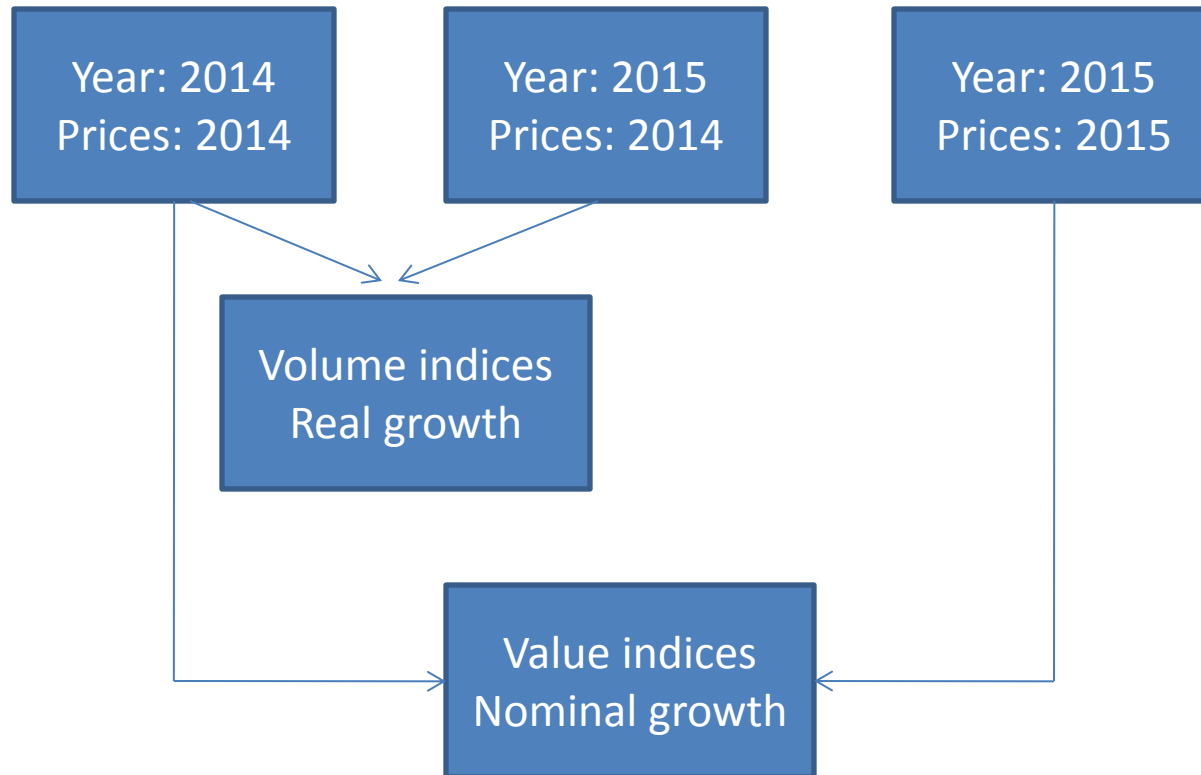 Year: 2014
Prices: 2014
Year: 2015
Prices: 2014
Year: 2015
Prices: 2015
Volume indices
Real growth
Value indices
Nominal growth